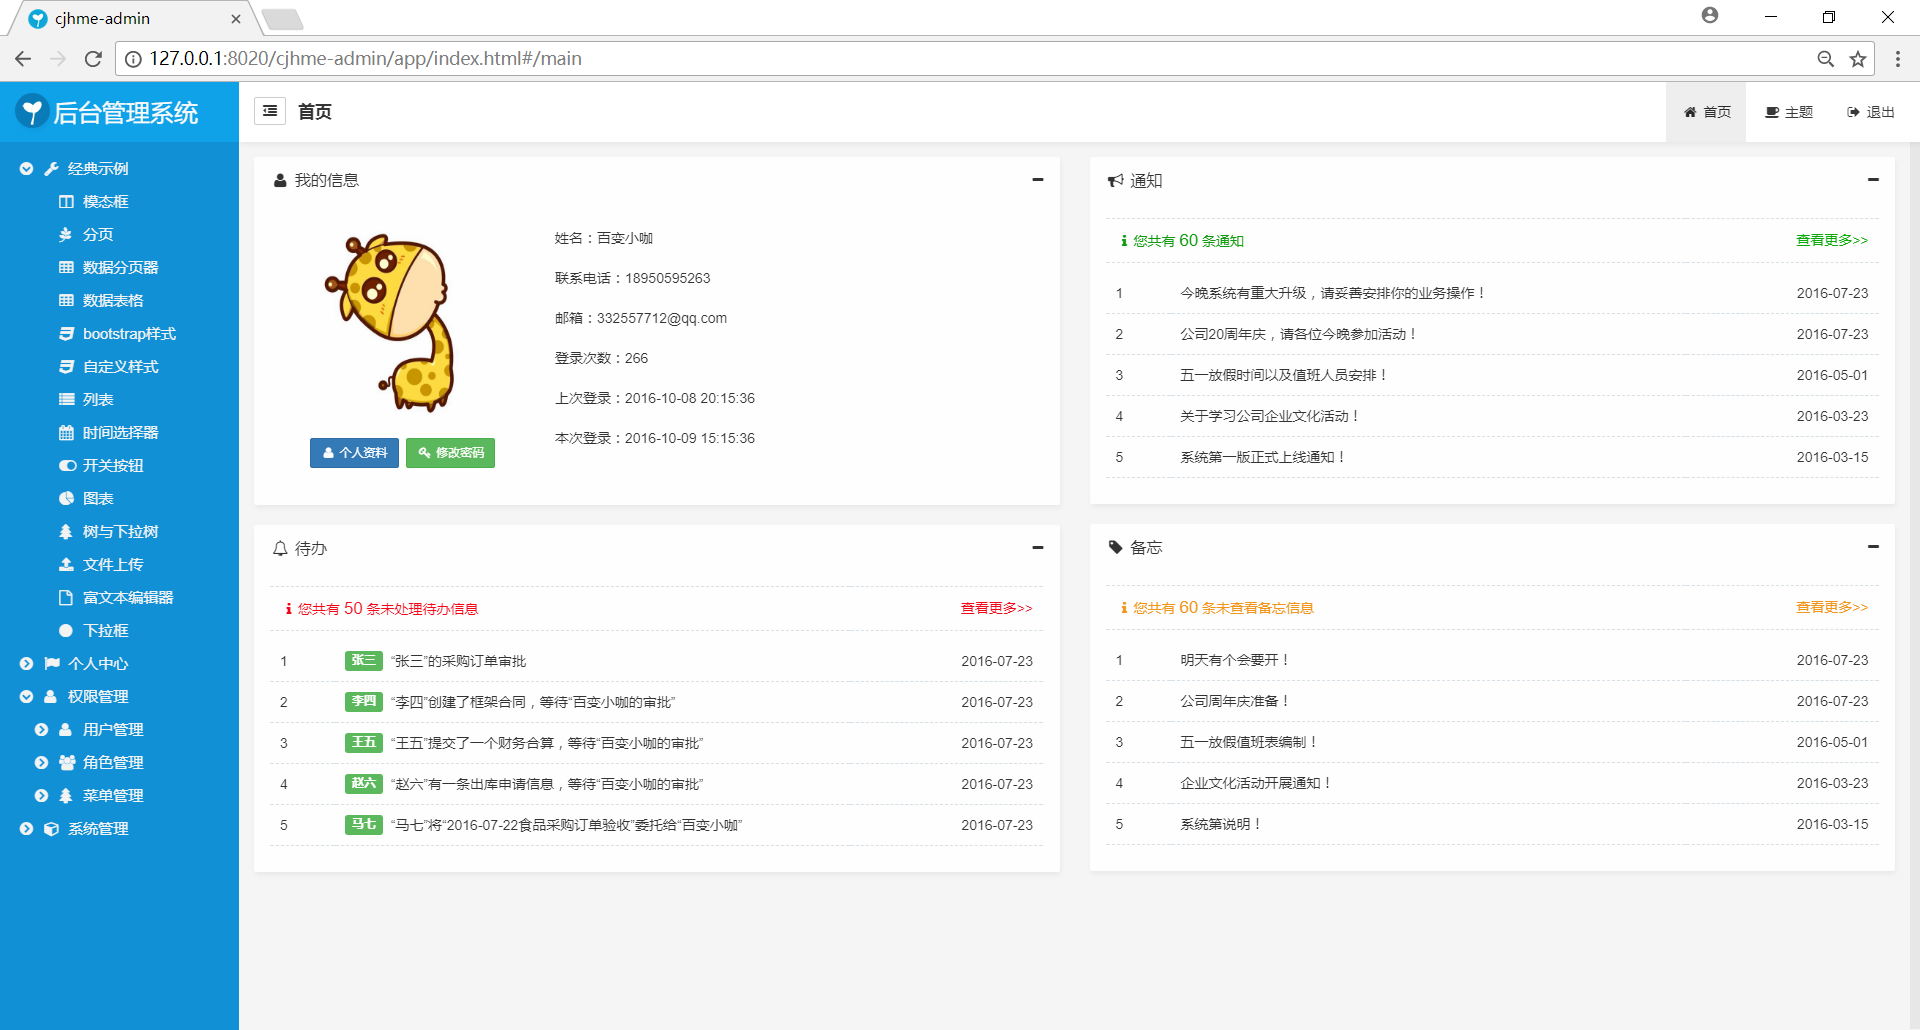 cjhme-admin
127.0.0.1:8020/cjhme-admin/app/index.html#/main
后台管理系统
首页
首页
主题
退出
经典示例
模态框
分页
数据分页器
数据表格
bootstrap样式
自定义样式
列表
时间选择器
开关按钮
图表
树与下拉树
文件上传
富文本编辑器
下拉框
个人中心
权限管理
用户管理
角色管理
菜单管理
系统管理
我的信息
姓名：百变小咖
联系电话：18950595263
邮箱：332557712@qq.com
登录次数：266
上次登录：2016-10-08 20:15:36
本次登录：2016-10-09 15:15:36
个人资料
修改密码
通知
您共有 60 条通知 查看更多>>
1 今晚系统有重大升级，请妥善安排你的业务操作！ 2016-07-23
2 公司20周年庆，请各位今晚参加活动！ 2016-07-23
3 五一放假时间以及值班人员安排！ 2016-05-01
4 关于学习公司企业文化活动！ 2016-03-23
5 系统第一版正式上线通知！ 2016-03-15
待办
您共有 50 条未处理待办信息 查看更多>>
1 张三 “张三”的采购订单审批 2016-07-23
2 李四 “李四”创建了框架合同，等待“百变小咖的审批” 2016-07-23
3 王五 “王五”提交了一个财务合算，等待“百变小咖的审批” 2016-07-23
4 赵六 “赵六”有一条出库申请信息，等待“百变小咖的审批” 2016-07-23
5 马七 “马七”将“2016-07-22食品采购订单验收”委托给“百变小咖” 2016-07-23
备忘
您共有 60 条未查看备忘信息 查看更多>>
1 明天有个会要开！ 2016-07-23
2 公司周年庆准备！ 2016-07-23
3 五一放假值班表编制！ 2016-05-01
4 企业文化活动开展通知！ 2016-03-23
5 系统第说明！ 2016-03-15